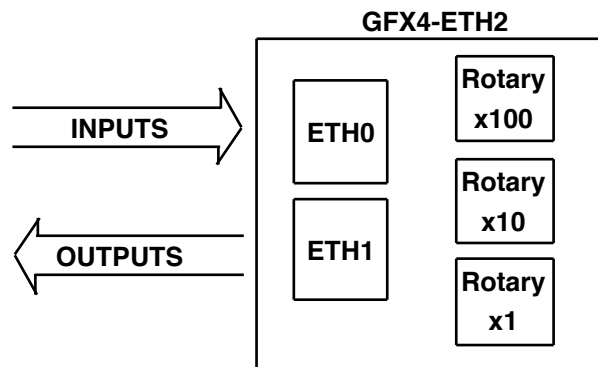 GFX4-ETH2
INPUTS
OUTPUTS
ETH0
ETH1
Rotary
x100
Rotary
x10
Rotary
x1